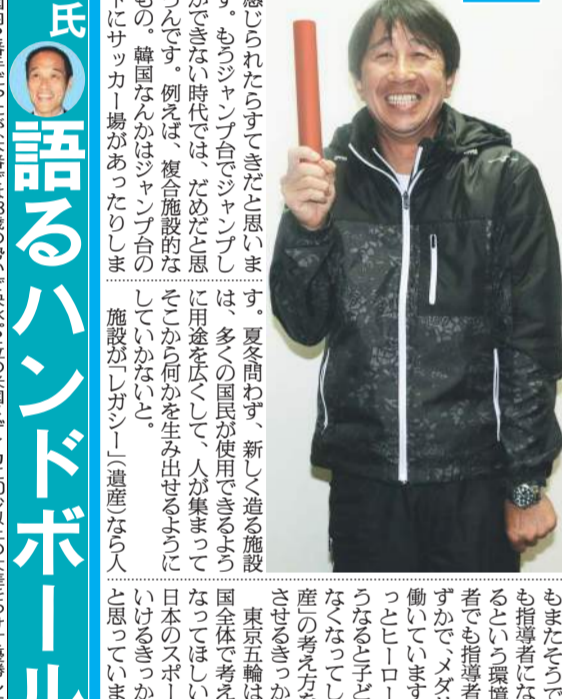 氏
語るハンドボール
感じられたらすてきだと思いま
す。もうジャンプ台でジャンプし
ができない時代では、だめだと思
うんです。例えば、複合施設的な
もの。韓国なんかはジャンプ台の
下にサッカー場があったりしま
す。夏冬問わず、新しく造る施設
は、多くの国民が使用できるよう
に用途を広くして、人が集まって
そこから何かを生み出せるように
していかないと。
施設が「レガシー」(遺産)なら人
もまたそうで
も指導者にな
るという環境
者でも指導者
ずかで、メダ
働いています
っとヒーロー
うなると子ど
なくなってし
産」の考え方を
させるきっか
東京五輪は
国全体で考え
なってほしい
日本のスポー
いけるきっか
と思っていま